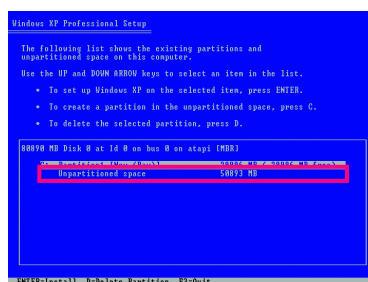 Windows XP Professional Setup
The following list shows the existing partitions and
unpartitioned space on this computer.
Use the UP and DOWN ARROW keys to select an item in the list.
• To set up Windows XP on the selected item, press ENTER.
• To create a partition in the unpartitioned space, press C.
• To delete the selected partition, press D.
80890 MB Disk 0 at Id 0 on bus 0 on atapi [MBR]
C: Partition1
Unpartitioned space 50893 MB
ENTER=Install D=Delete Partition F3=Quit